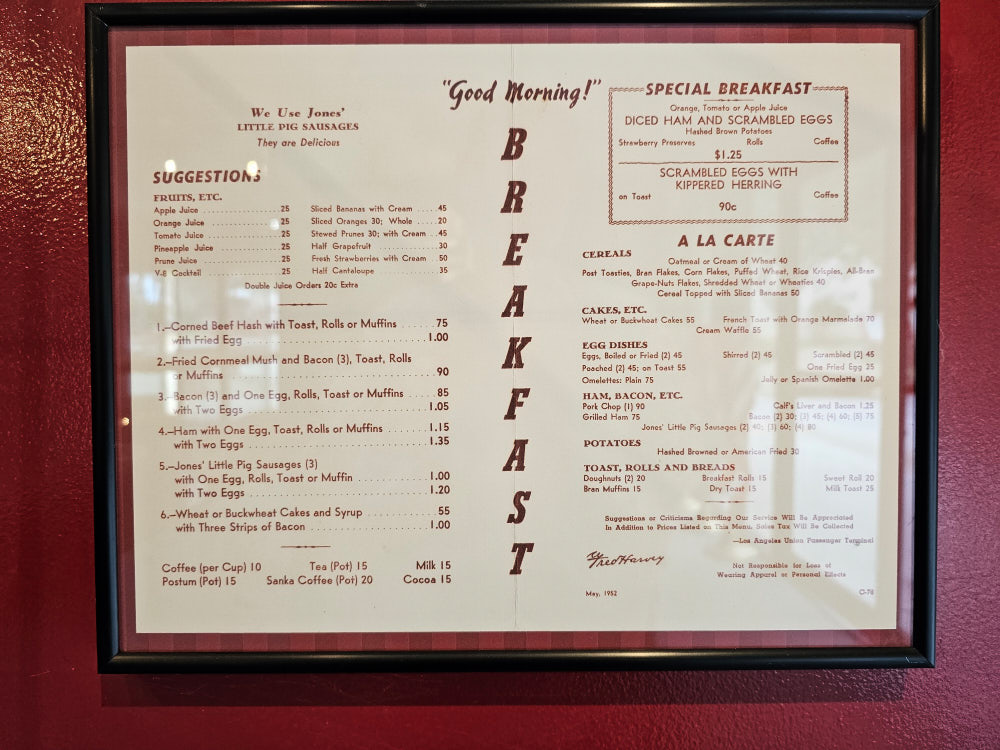 "Good Morning!"
BREAKFAST
We Use Jones'
LITTLE PIG SAUSAGES
They are Delicious
SUGGESTIONS
FRUITS, ETC.
Apple Juice 25
Orange Juice 25
Tomato Juice 25
Pineapple Juice 25
Prune Juice 25
V-8 Cocktail 25
Sliced Bananas with Cream 45
Sliced Oranges 30; Whole 20
Stewed Prunes 30; with Cream 45
Half Grapefruit 30
Fresh Strawberries with Cream 50
Half Cantaloupe 35
Double Juice Orders 20c Extra
1.—Corned Beef Hash with Toast, Rolls or Muffins 75
with Fried Egg 1.00
2.—Fried Cornmeal Mush and Bacon (3), Toast, Rolls
or Muffins 90
3.—Bacon (3) and One Egg, Rolls, Toast or Muffins 85
with Two Eggs 1.05
4.—Ham with One Egg, Toast, Rolls or Muffins 1.15
with Two Eggs 1.35
5.—Jones' Little Pig Sausages (3)
with One Egg, Rolls, Toast or Muffin 1.00
with Two Eggs 1.20
6.—Wheat or Buckwheat Cakes and Syrup 55
with Three Strips of Bacon 1.00
Coffee (per Cup) 10 Tea (Pot) 15 Milk 15
Postum (Pot) 15 Sanka Coffee (Pot) 20 Cocoa 15
SPECIAL BREAKFAST
Orange, Tomato or Apple Juice
DICED HAM AND SCRAMBLED EGGS
Hashed Brown Potatoes
Strawberry Preserves Rolls Coffee
$1.25
SCRAMBLED EGGS WITH
KIPPERED HERRING
on Toast Coffee
90c
A LA CARTE
CEREALS
Oatmeal or Cream of Wheat 40
Post Toasties, Bran Flakes, Corn Flakes, Puffed Wheat, Rice Krispies, All-Bran
Grape-Nuts Flakes, Shredded Wheat or Wheaties 40
Cereal Topped with Sliced Bananas 50
CAKES, ETC.
Wheat or Buckwheat Cakes 55 French Toast with Orange Marmalade 70
Cream Waffle 55
EGG DISHES
Eggs, Boiled or Fried (2) 45 Shirred (2) 45 Scrambled (2) 45
Poached (2) 45; on Toast 55 One Fried Egg 25
Omelettes: Plain 75 Jelly or Spanish Omelette 1.00
HAM, BACON, ETC.
Pork Chop (1) 90 Calf's Liver and Bacon 1.25
Grilled Ham 75 Bacon (2) 30; (3) 45; (4) 60; (5) 75
Jones' Little Pig Sausages (2) 40; (3) 60; (4) 80
POTATOES
Hashed Browned or American Fried 30
TOAST, ROLLS AND BREADS
Doughnuts (2) 20 Breakfast Rolls 15 Sweet Roll 20
Bran Muffins 15 Dry Toast 15 Milk Toast 25
Suggestions or Criticisms Regarding Our Service Will Be Appreciated
In Addition to Prices Listed on This Menu, Sales Tax Will Be Collected
—Los Angeles Union Passenger Terminal
Fred Harvey
Not Responsible for Loss of
Wearing Apparel or Personal Effects
May, 1952 C-78